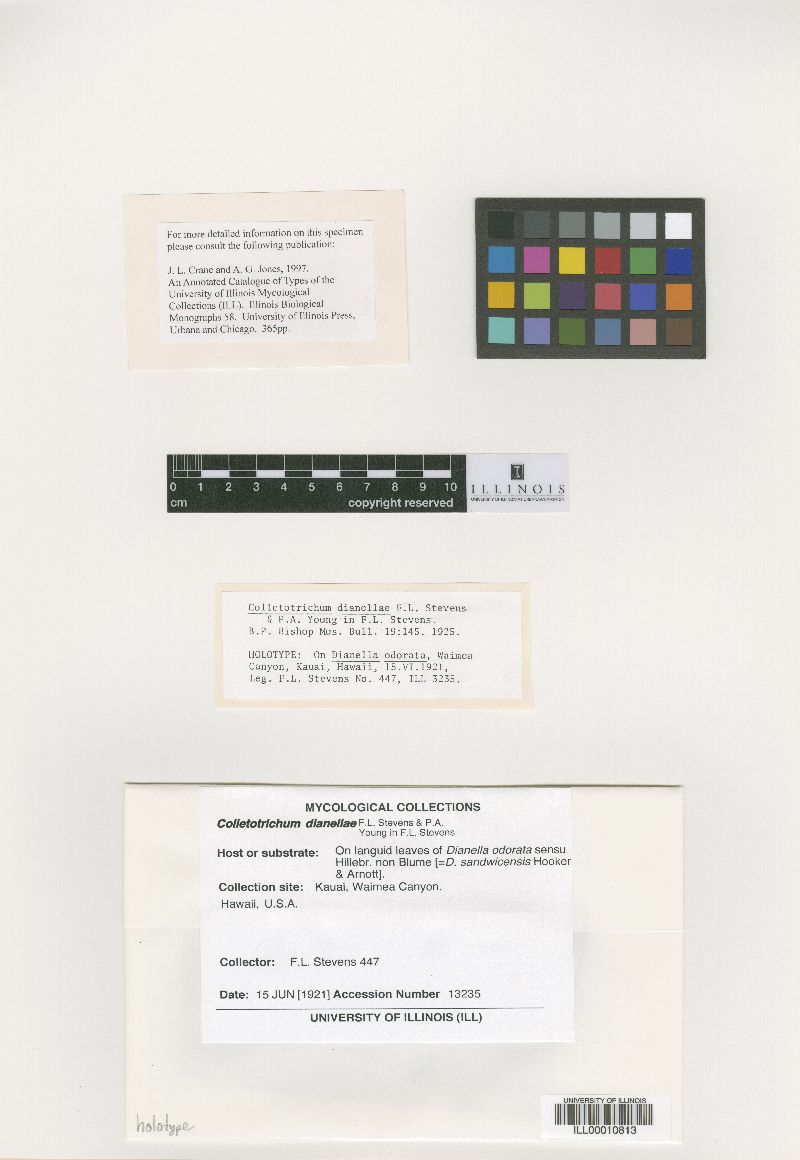 For more detailed information on this specimen
please consult the following publication:
J. L. Crane and A. G. Jones, 1997.
An Annotated Catalogue of Types of the
University of Illinois Mycological
Collections (ILL). Illinois Biological
Monographs 58. University of Illinois Press,
Urbana and Chicago. 365pp.
0 1 2 3 4 5 6 7 8 9 10
cm copyright reserved
I
ILLINOIS
UNIVERSITY OF ILLINOIS AT URBANA-CHAMPAIGN
Colletotrichum dianellae F.L. Stevens
& P.A. Young in F.L. Stevens.
B.P. Bishop Mus. Bull. 19:145. 1925.
HOLOTYPE: On Dianella odorata, Waimea
Canyon, Kauai, Hawaii, 15.VI.1921,
Leg. F.L. Stevens No. 447, ILL 3235.
MYCOLOGICAL COLLECTIONS
Colletotrichum dianellae F.L. Stevens & P.A.
Young in F.L. Stevens
Host or substrate: On languid leaves of Dianella odorata sensu
Hillebr. non Blume [=D. sandwicensis Hooker
& Arnott].
Collection site: Kauai, Waimea Canyon.
Hawaii, U.S.A.
Collector: F.L. Stevens 447
Date: 15 JUN [1921] Accession Number 13235
UNIVERSITY OF ILLINOIS (ILL)
holotype
UNIVERSITY OF ILLINOIS
ILL00010813